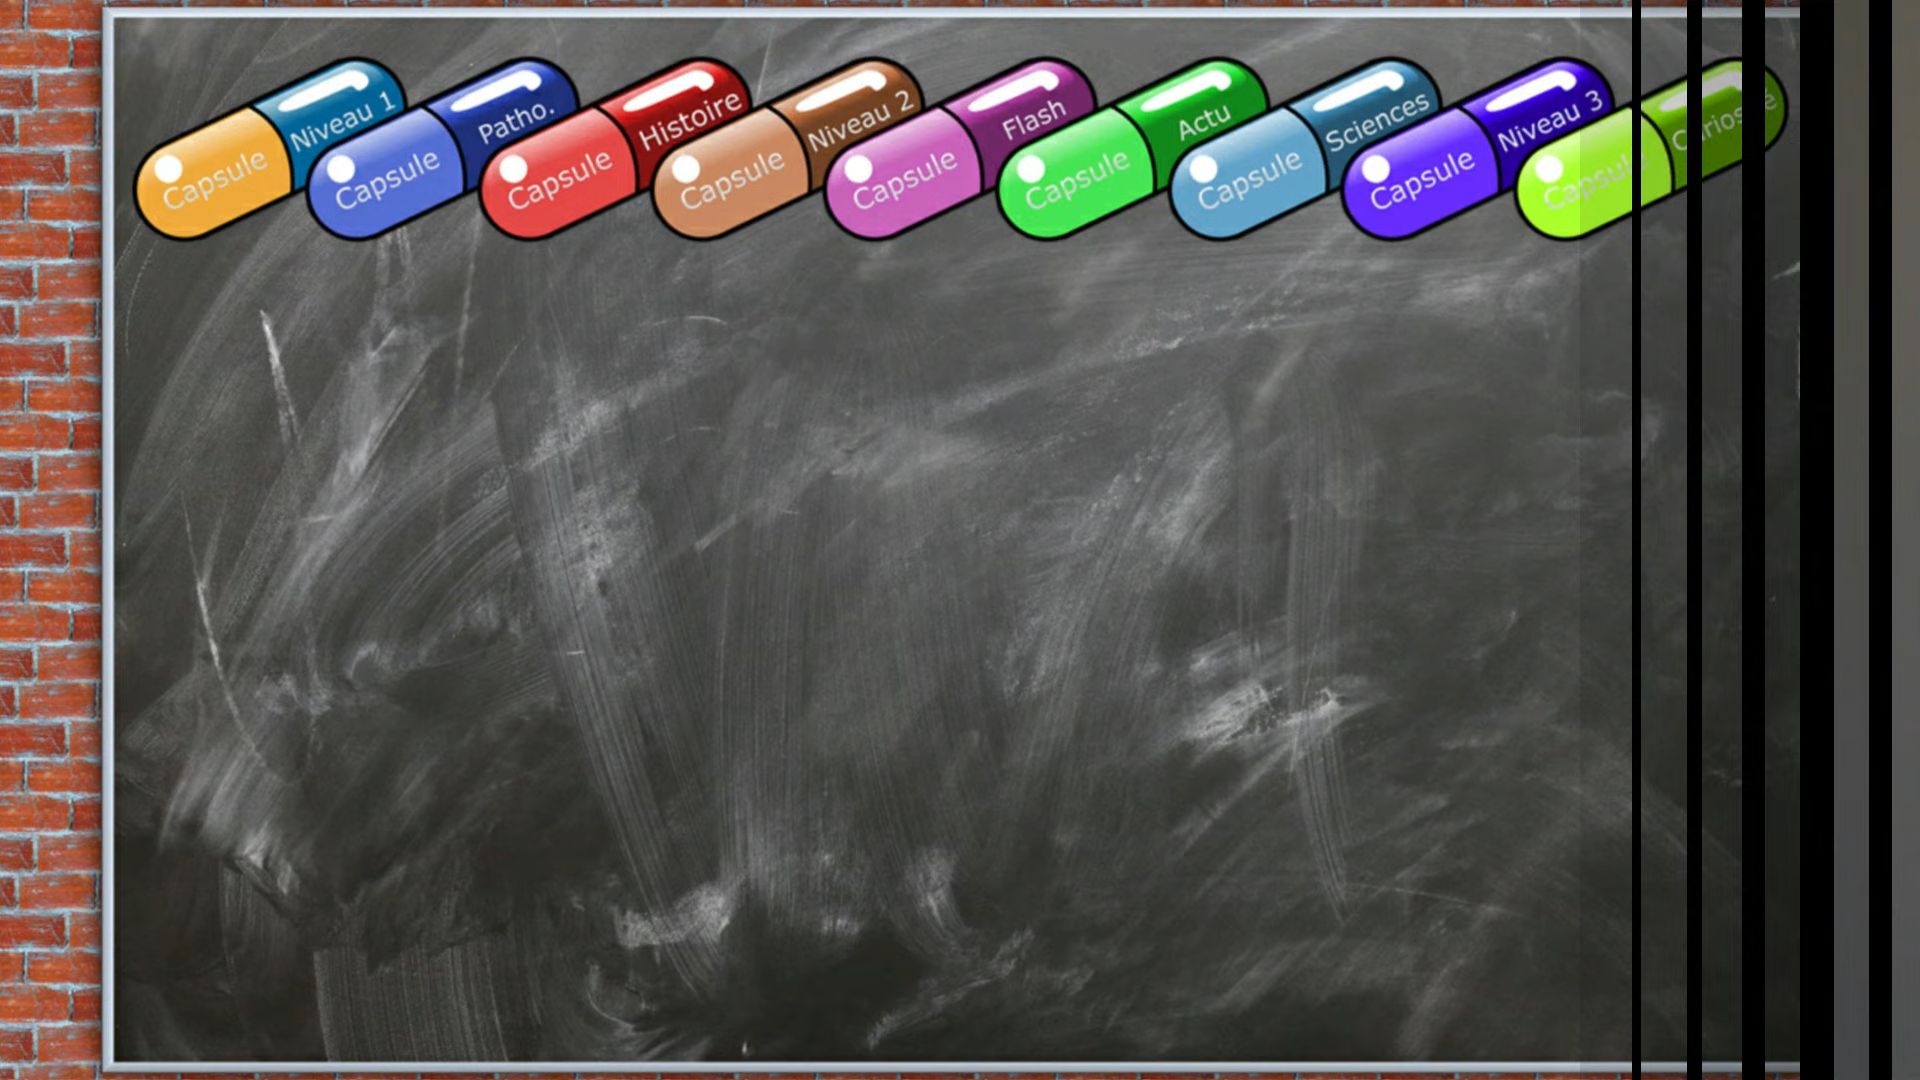 Capsule Niveau 1
Capsule Patho.
Capsule Histoire
Capsule Niveau 2
Capsule Flash
Capsule Actu
Capsule Sciences
Capsule Niveau 3
Capsule